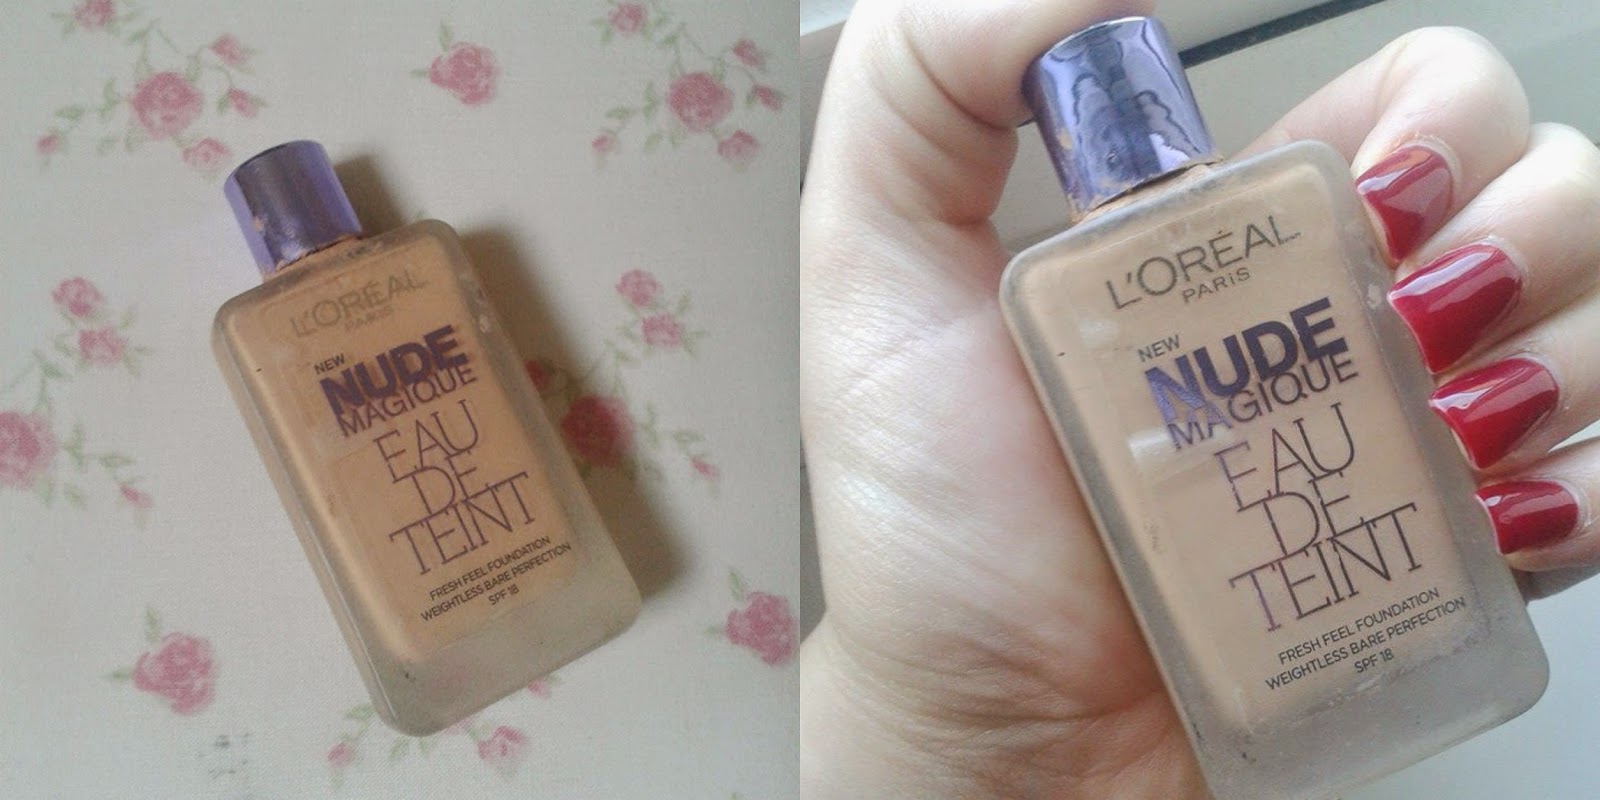 L'ORÉAL
PARIS
NEW
NUDE
MAGIQUE
EAU
DE
TEINT
FRESH FEEL FOUNDATION
WEIGHTLESS BARE PERFECTION
SPF 18
L'ORÉAL
PARIS
NEW
NUDE
MAGIQUE
EAU
DE
TEINT
FRESH FEEL FOUNDATION
WEIGHTLESS BARE PERFECTION
SPF 18